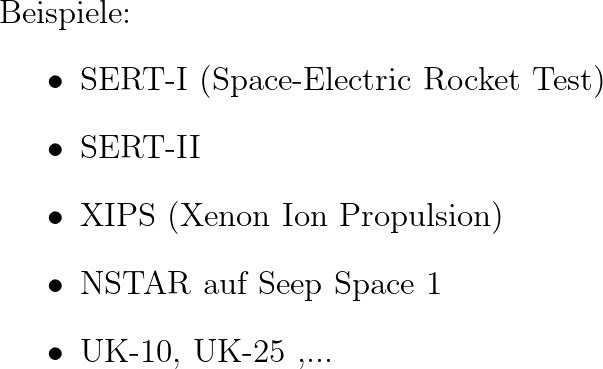 Beispiele:
• SERT-I (Space-Electric Rocket Test)
• SERT-II
• XIPS (Xenon Ion Propulsion)
• NSTAR auf Seep Space 1
• UK-10, UK-25 ,...